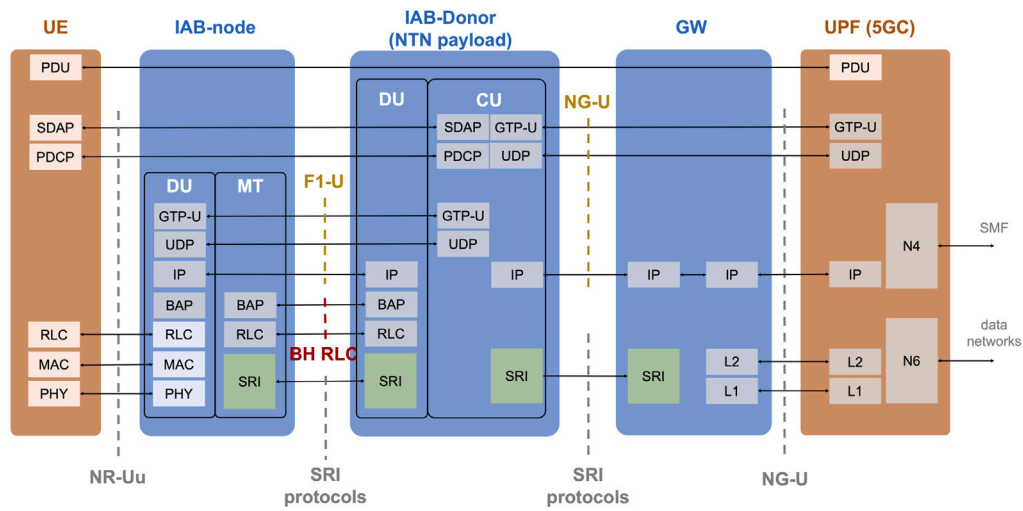 UE
IAB-node
IAB-Donor
(NTN payload)
GW
UPF (5GC)
PDU
PDU
DU
CU
NG-U
SDAP
SDAP
GTP-U
GTP-U
PDCP
PDCP
UDP
UDP
DU
MT
F1-U
GTP-U
GTP-U
UDP
UDP
N4
SMF
IP
IP
IP
IP
IP
IP
BAP
BAP
BAP
RLC
RLC
RLC
RLC
BH RLC
N6
data
networks
MAC
MAC
SRI
SRI
SRI
SRI
L2
L2
PHY
PHY
L1
L1
NR-Uu
SRI
protocols
SRI
protocols
NG-U